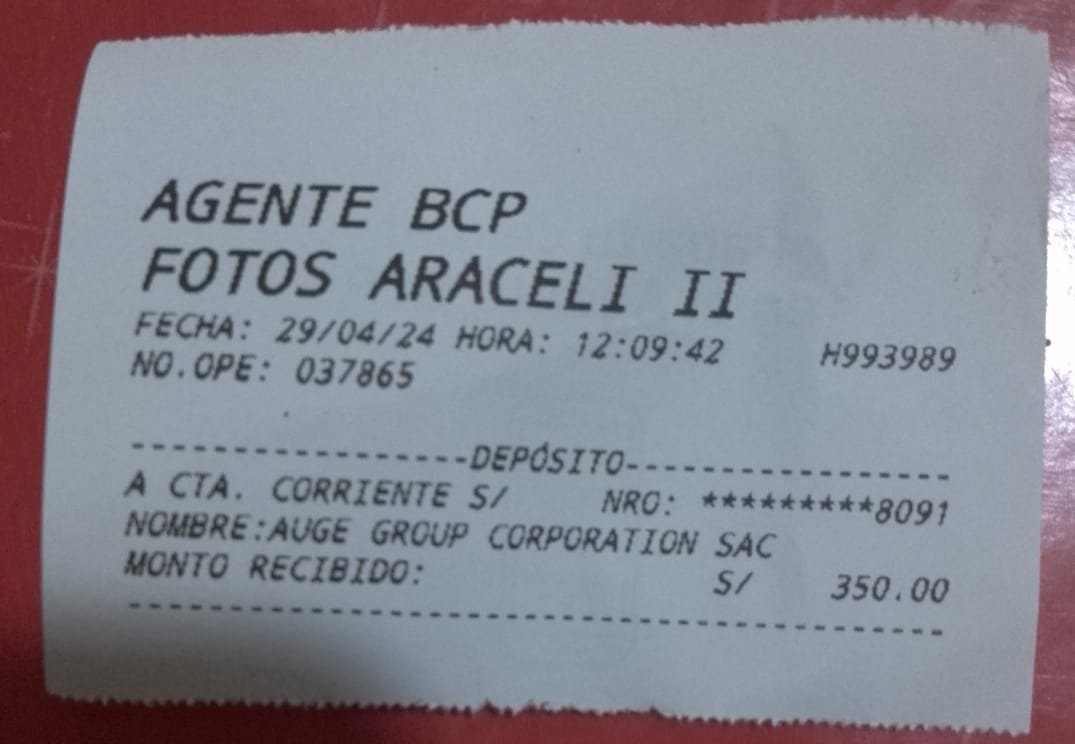 AGENTE BCP
FOTOS ARACELI II
FECHA: 29/04/24 HORA: 12:09:42 H993989
NO.OPE: 037865
-----------------DEPÓSITO-----------------
A CTA. CORRIENTE S/ NRO: *********8091
NOMBRE:AUGE GROUP CORPORATION SAC
MONTO RECIBIDO: S/ 350.00
------------------------------------------